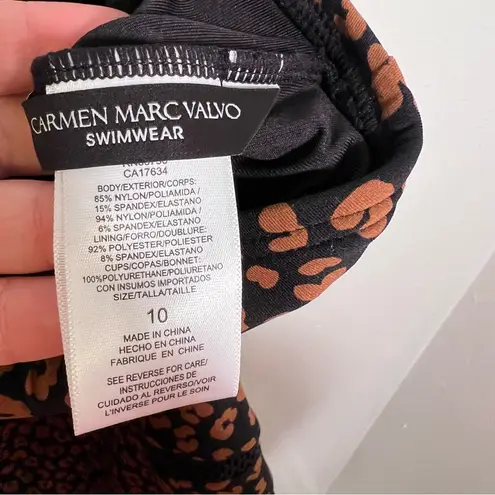 CARMEN MARC VALVO
SWIMWEAR
CA17634
BODY/EXTERIOR/CORPS:
85% NYLON/POLIAMIDA /
15% SPANDEX/ELASTANO /
94% NYLON/POLIAMIDA /
6% SPANDEX/ELASTANO
LINING/FORRO/DOUBLURE:
92% POLYESTER/POLIESTER
8% SPANDEX/ELASTANO
CUPS/COPAS/BONNET:
100%POLYURETHANE/POLIURETANO
CON INSUMOS IMPORTADOS
SIZE/TALLA/TAILLE
10
MADE IN CHINA
HECHO EN CHINA
FABRIQUE EN CHINE
SEE REVERSE FOR CARE/
INSTRUCCIONES DE
CUIDADO AL REVERSO/VOIR
L'INVERSE POUR LE LAVAGE